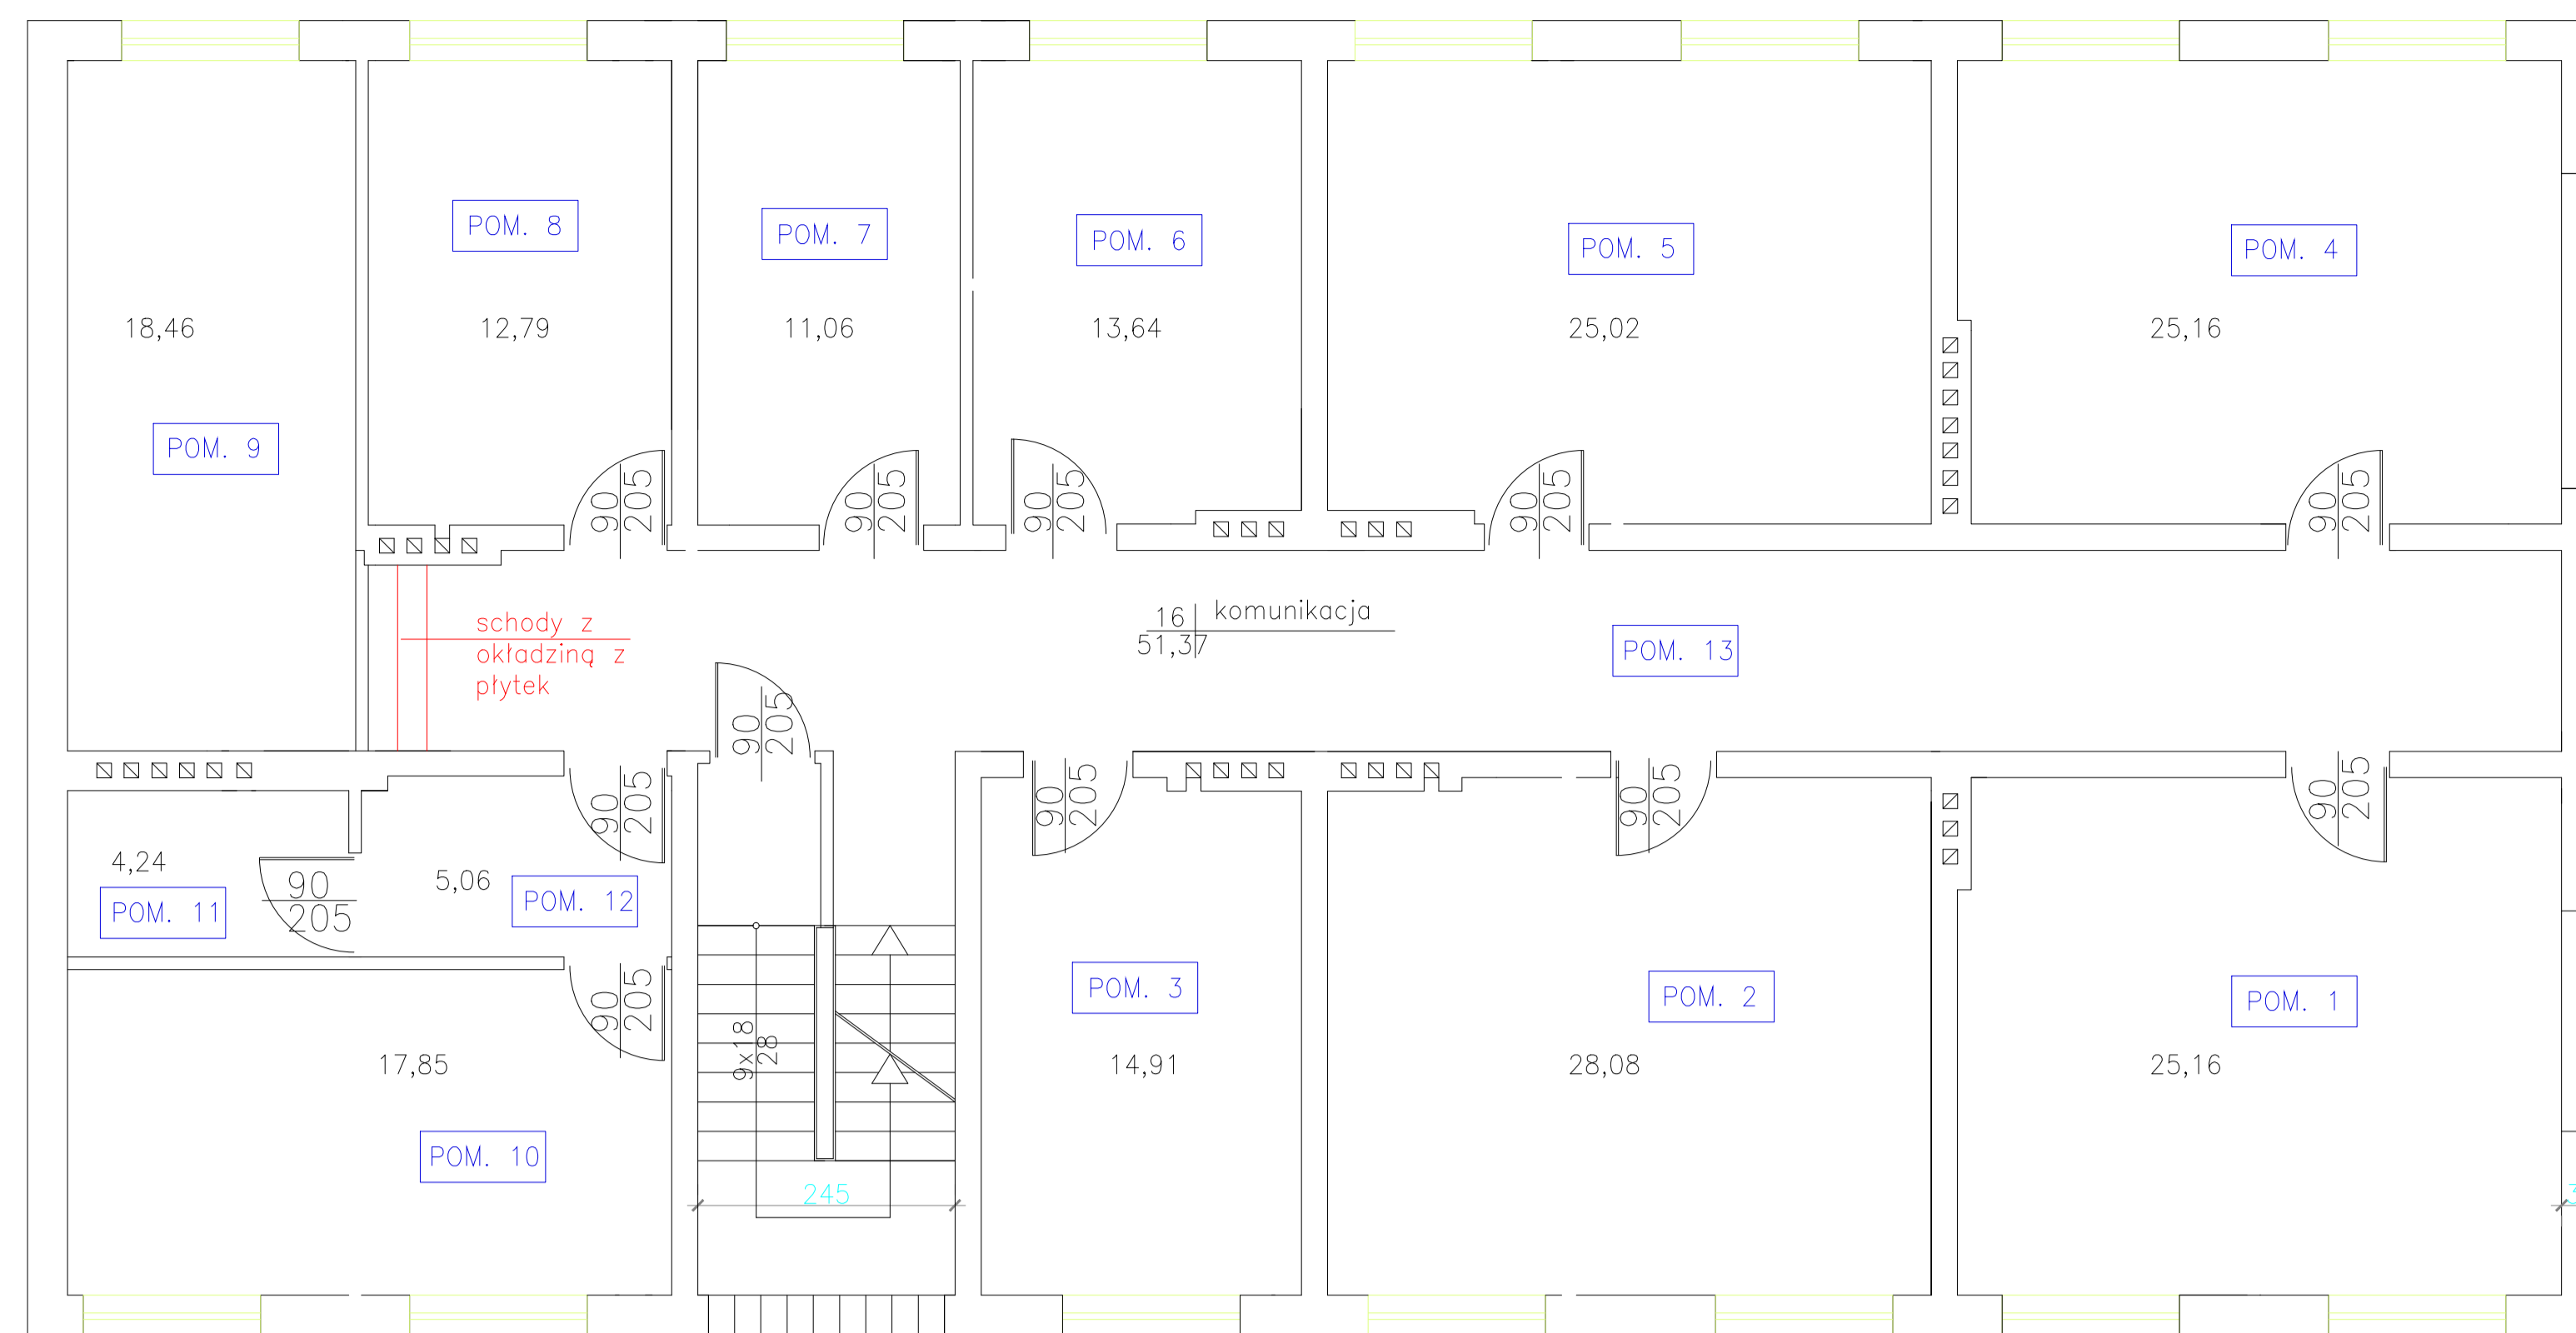 POM. 8
POM. 7
POM. 6
POM. 5
POM. 4
18,46
12,79
11,06
13,64
25,02
25,16
POM. 9
90
205
90
205
90
205
90
205
90
205
schody z
okładziną z
płytek
16
komunikacja
51,37
POM. 13
90
205
90
205
90
205
90
205
90
205
4,24
POM. 11
90
205
5,06
POM. 12
90
205
POM. 3
POM. 2
POM. 1
9x18
28
17,85
14,91
28,08
25,16
POM. 10
245